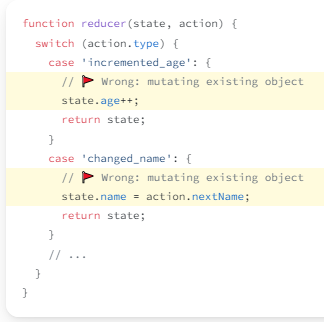 function reducer(state, action) {
  switch (action.type) {
    case 'incremented_age': {
      // 🚩 Wrong: mutating existing object
      state.age++;
      return state;
    }
    case 'changed_name': {
      // 🚩 Wrong: mutating existing object
      state.name = action.nextName;
      return state;
    }
    // ...
  }
}